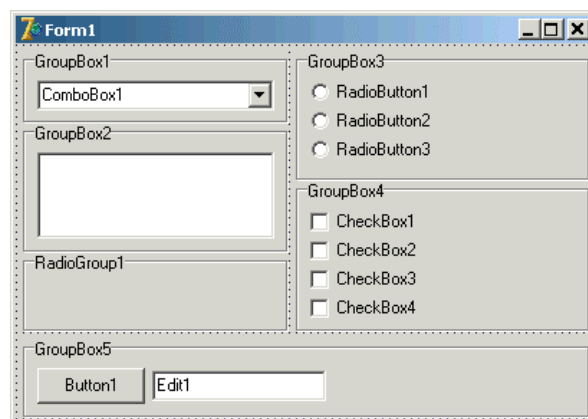 Form1
GroupBox1
ComboBox1
GroupBox2
RadioGroup1
GroupBox3
RadioButton1
RadioButton2
RadioButton3
GroupBox4
CheckBox1
CheckBox2
CheckBox3
CheckBox4
GroupBox5
Button1
Edit1